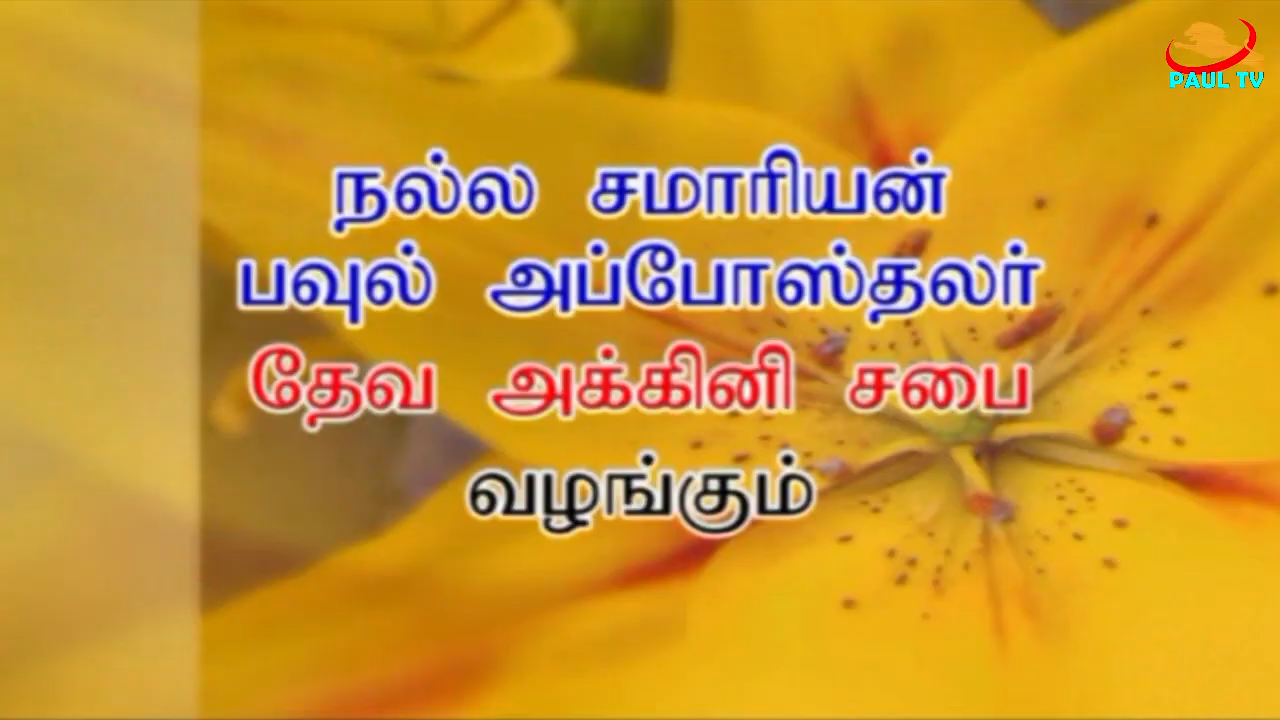 PAUL TV
நல்ல சமாரியன்
பவுல் அப்போஸ்தலர்
தேவ அக்கினி சபை
வழங்கும்